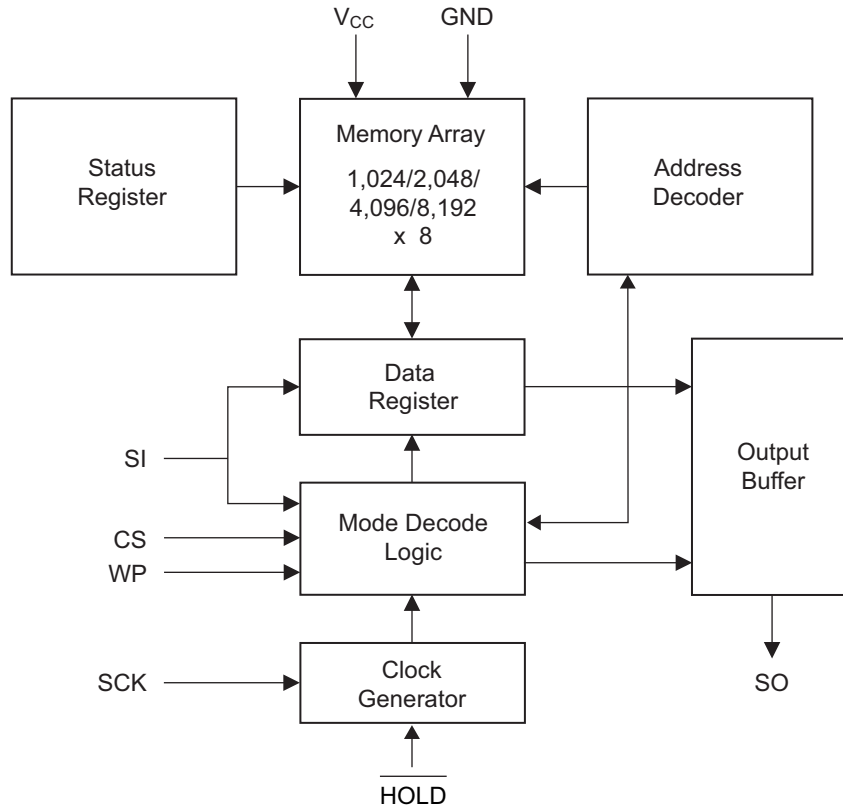 VCC
GND
Status
Register
Memory Array
1,024/2,048/
4,096/8,192
x 8
Address
Decoder
Data
Register
SI
CS
WP
Mode Decode
Logic
Output
Buffer
SCK
Clock
Generator
SO
HOLD